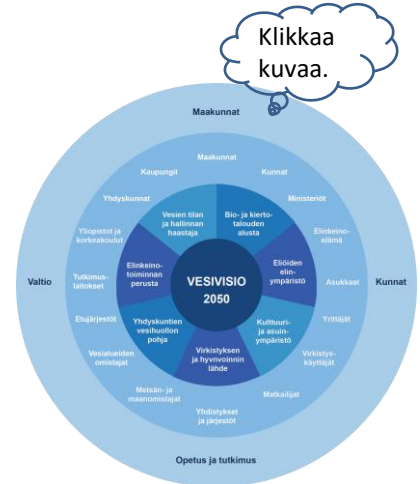 Klikkaa
kuvaa.
Maakunnat
Maakunnat
Kaupungit
Kunnat
Yhdyskunnat
Ministeriöt
Vesien tilan
ja hallinnan
haastaja
Bio- ja kierto-
talouden
alusta
Yliopistot ja
korkeakoulut
Elinkeino-
elämä
Elinkeino-
toiminnan
perusta
Eliöiden
elin-
ympäristö
Valtio
Tutkimus-
laitokset
VESIVISIO
2050
Asukkaat
Kunnat
Etujärjestöt
Yrittäjät
Yhdyskuntien
vesihuollon
pohja
Kulttuuri-
ja asuin-
ympäristö
Vesialueiden
omistajat
Virkistyksen
ja hyvnvoinnin
lähde
Virkistys-
käyttäjät
Metsän- ja
maanomistajat
Matkailijat
Yhdistykset
ja järjestöt
Opetus ja tutkimus